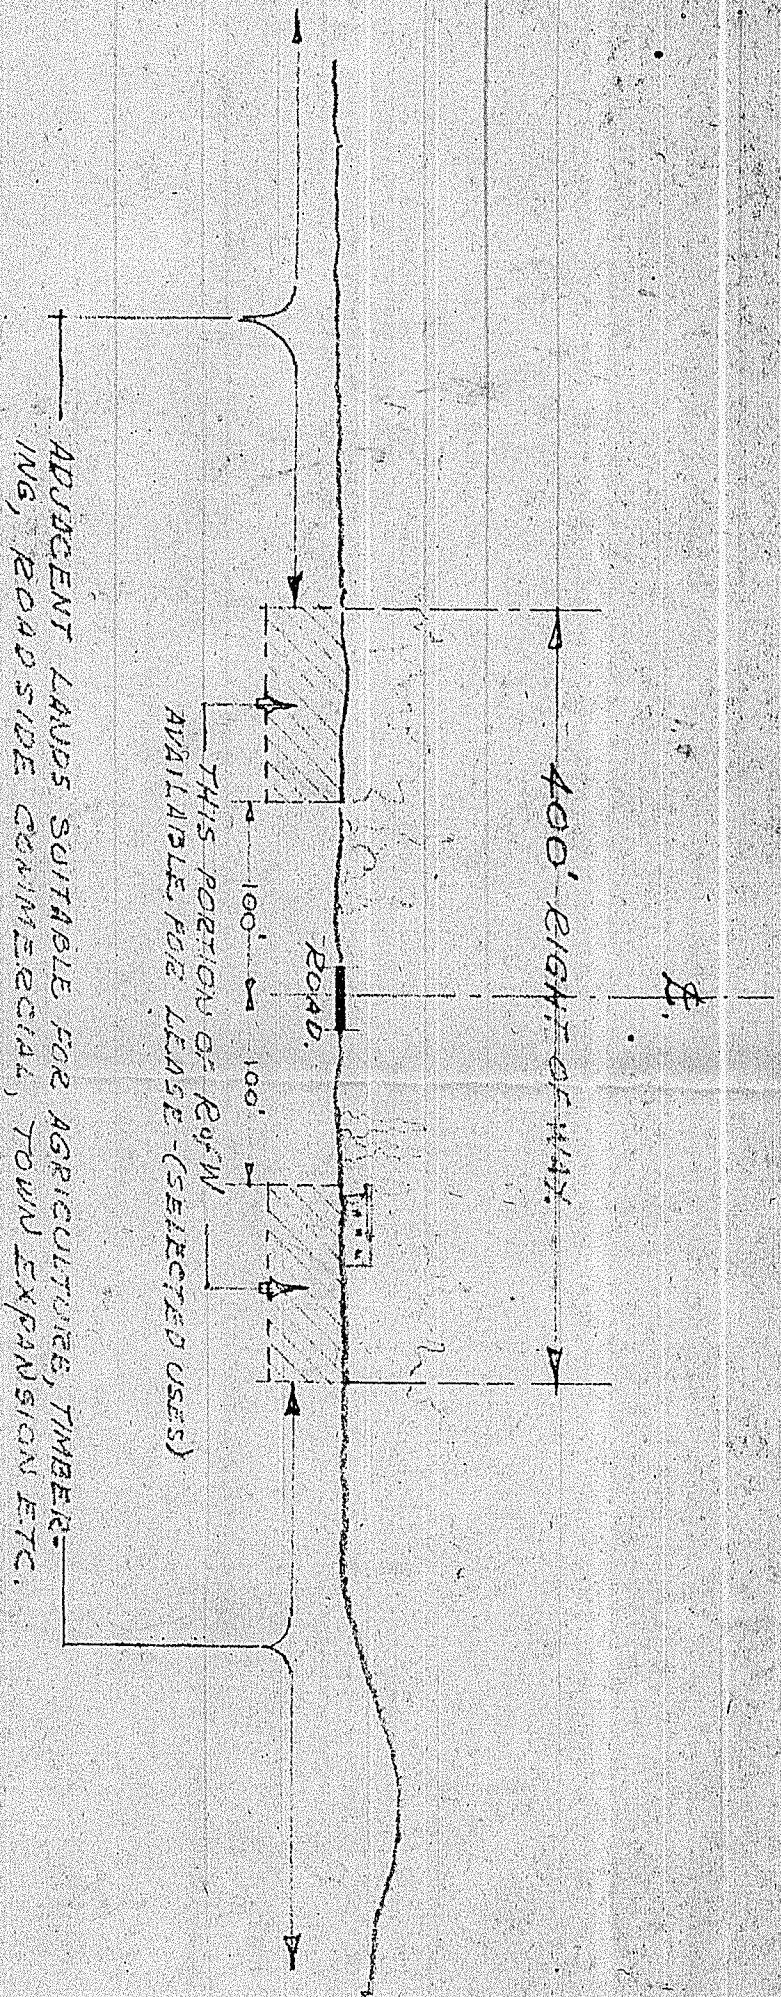 ℄.
400' RIGHT OF WAY.
ROAD.
100' 100'
THIS PORTION OF R of W
AVAILABLE FOR LEASE - (SELECTED USES)
ADJACENT LANDS SUITABLE FOR AGRICULTURE, TIMBER-
ING, ROADSIDE COMMERCIAL, TOWN EXPANSION ETC.